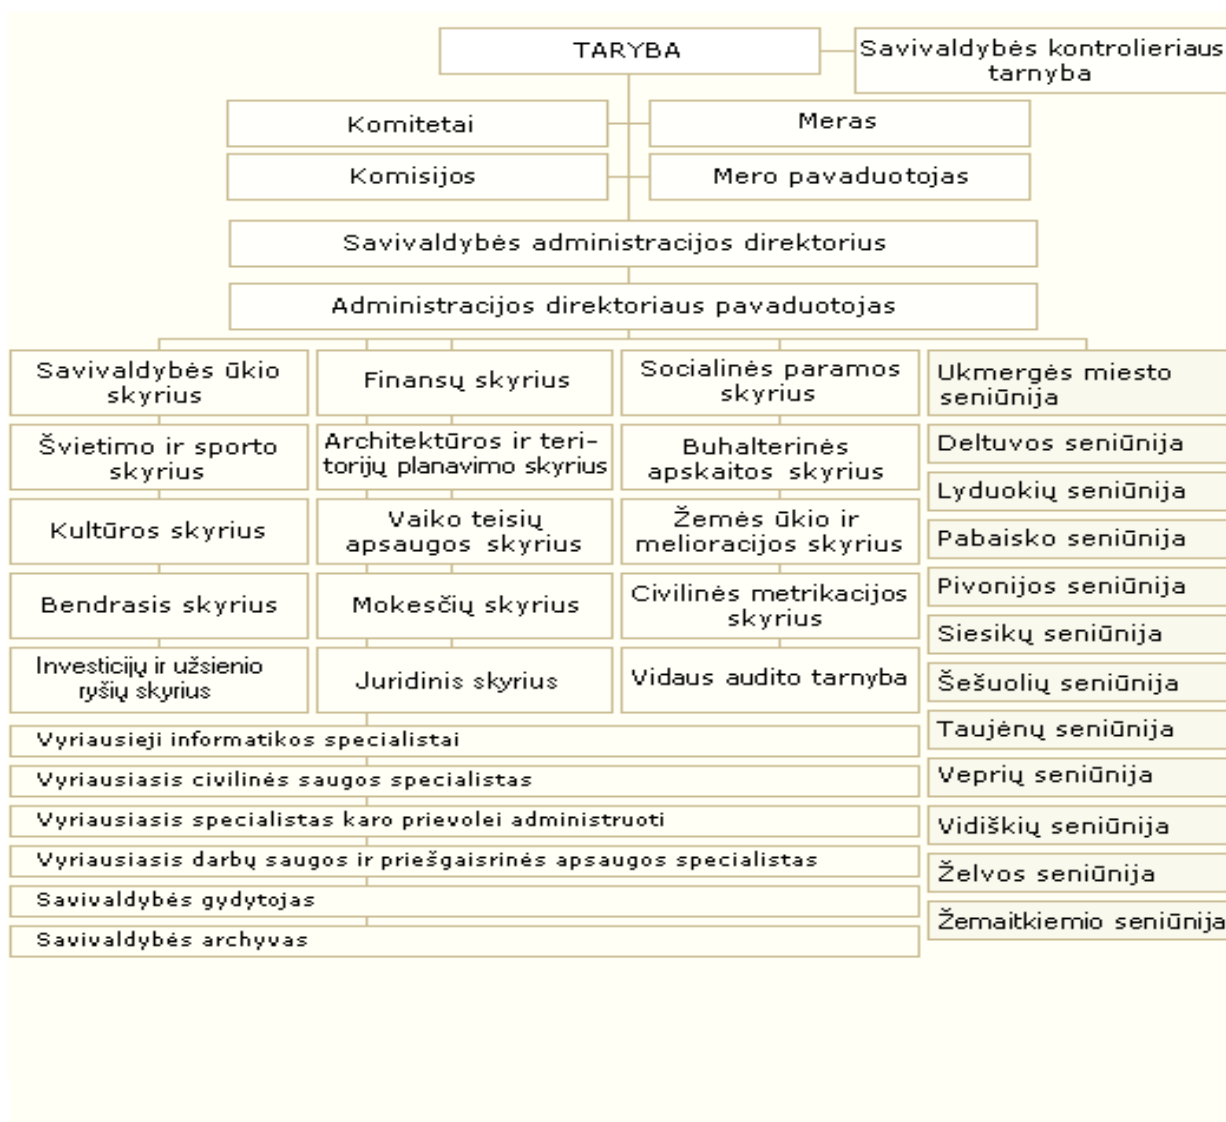 TARYBA
Savivaldybės kontrolieriaus
tarnyba
Komitetai
Meras
Komisijos
Mero pavaduotojas
Savivaldybės administracijos direktorius
Administracijos direktoriaus pavaduotojas
Savivaldybės ūkio
skyrius
Švietimo ir sporto
skyrius
Kultūros skyrius
Bendrasis skyrius
Investicijų ir užsienio
ryšių skyrius
Finansų skyrius
Architektūros ir teri-
torijų planavimo skyrius
Vaiko teisių
apsaugos skyrius
Mokesčių skyrius
Juridinis skyrius
Socialinės paramos
skyrius
Buhalterinės
apskaitos skyrius
Žemės ūkio ir
melioracijos skyrius
Civilinės metrikacijos
skyrius
Vidaus audito tarnyba
Vyriausieji informatikos specialistai
Vyriausiasis civilinės saugos specialistas
Vyriausiasis specialistas karo prievolei administruoti
Vyriausiasis darbų saugos ir priešgaisrinės apsaugos specialistas
Savivaldybės gydytojas
Savivaldybės archyvas
Ukmergės miesto
seniūnija
Deltuvos seniūnija
Lyduokių seniūnija
Pabaisko seniūnija
Pivonijos seniūnija
Siesikų seniūnija
Šešuolių seniūnija
Taujėnų seniūnija
Veprių seniūnija
Vidiškių seniūnija
Želvos seniūnija
Žemaitkiemio seniūnija